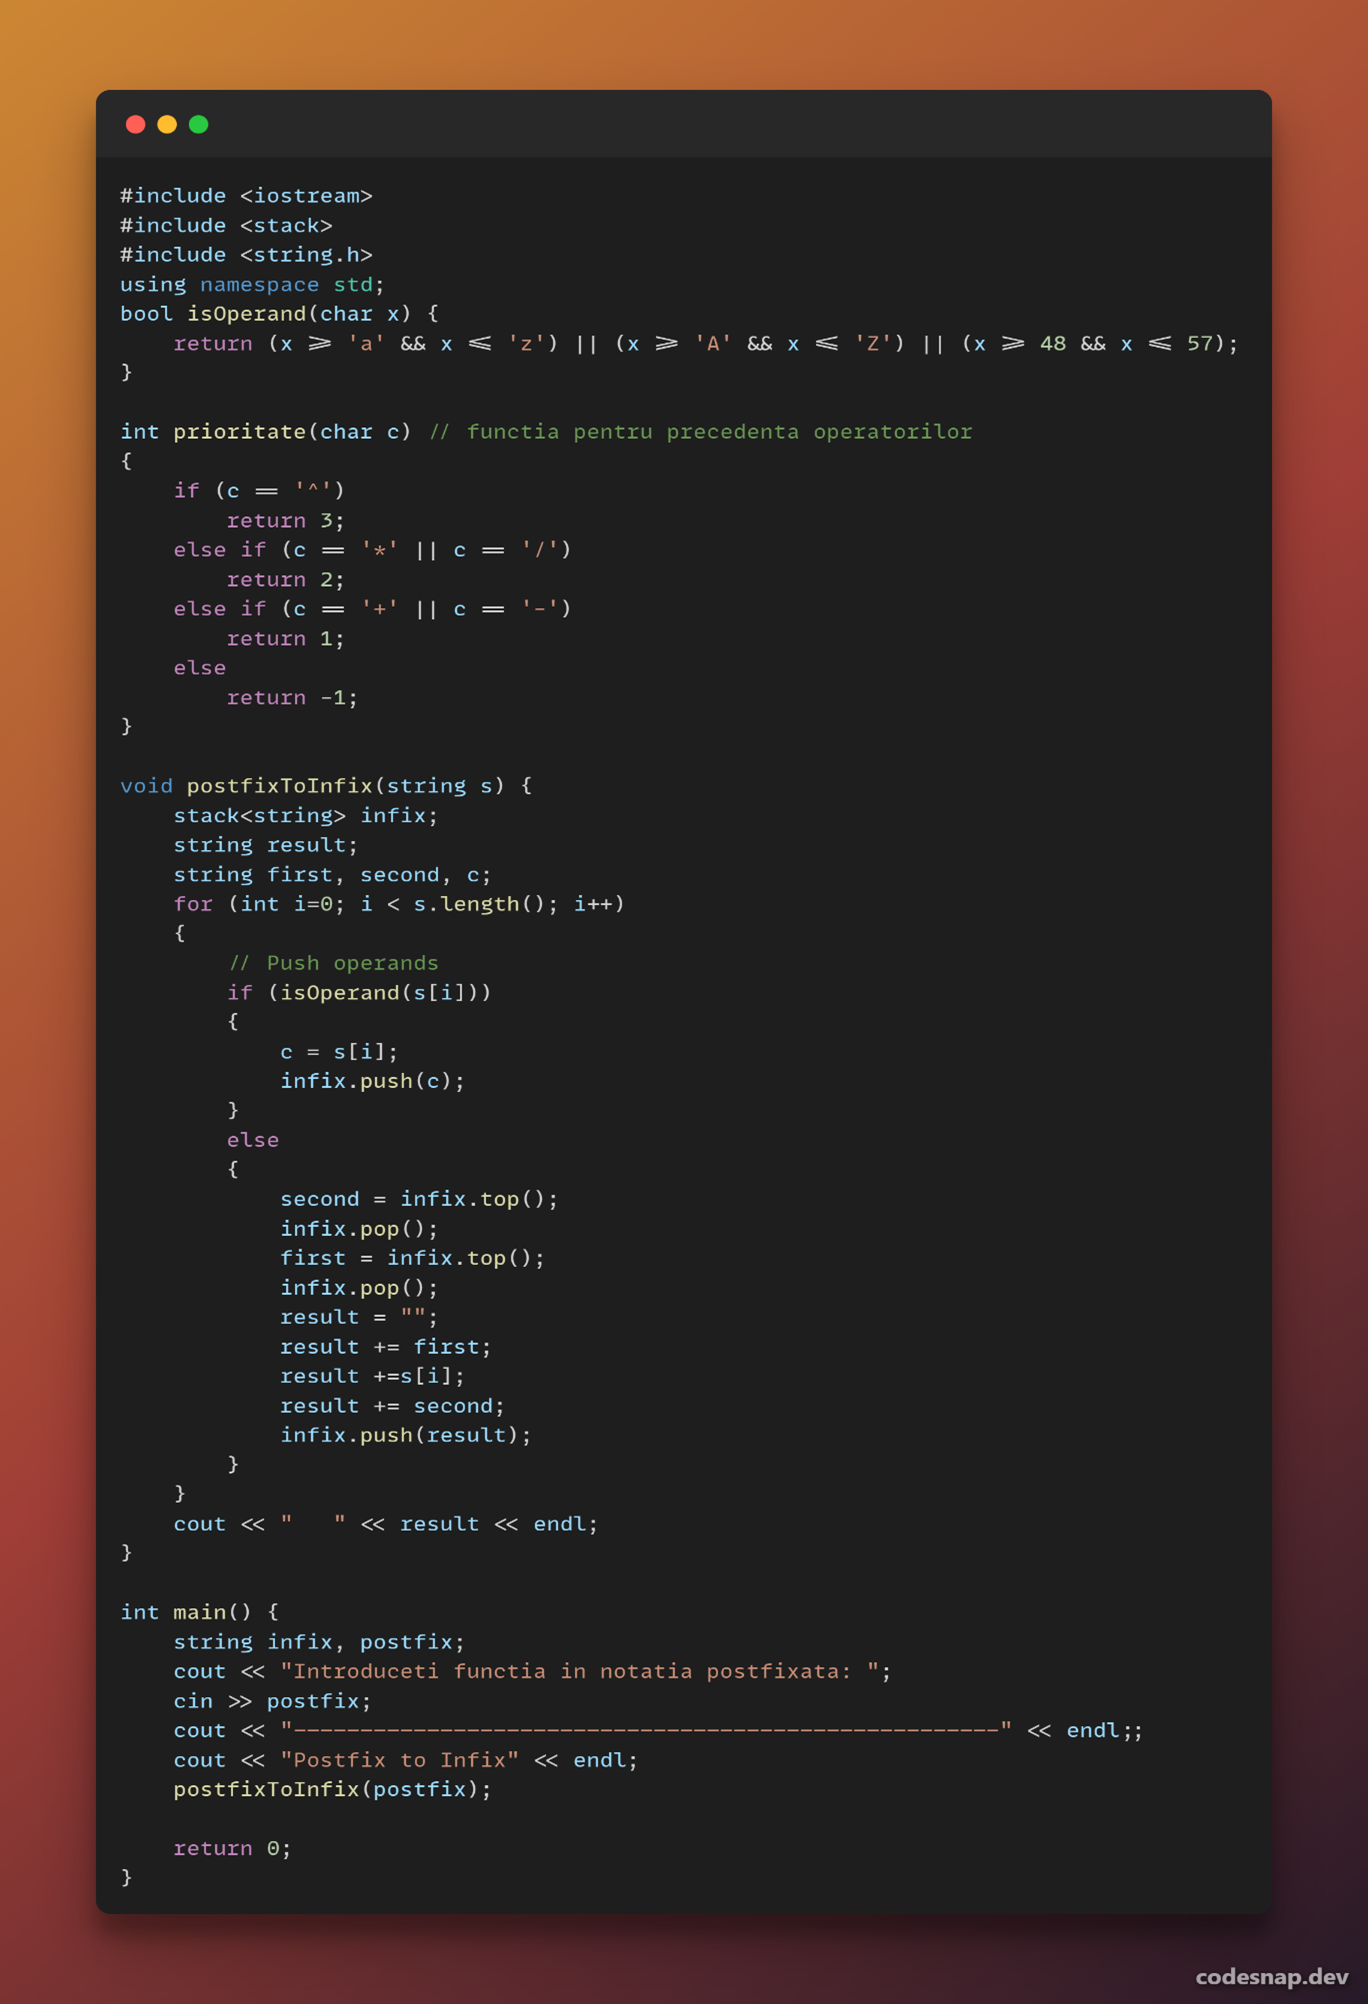 #include <iostream>
#include <stack>
#include <string.h>
using namespace std;
bool isOperand(char x) {
    return (x >= 'a' && x <= 'z') || (x >= 'A' && x <= 'Z') || (x >= 48 && x <= 57);
}

int prioritate(char c) // functia pentru precedenta operatorilor
{
    if (c == '^')
        return 3;
    else if (c == '*' || c == '/')
        return 2;
    else if (c == '+' || c == '-')
        return 1;
    else
        return -1;
}

void postfixToInfix(string s) {
    stack<string> infix;
    string result;
    string first, second, c;
    for (int i=0; i < s.length(); i++)
    {
        // Push operands
        if (isOperand(s[i]))
        {
            c = s[i];
            infix.push(c);
        }
        else
        {
            second = infix.top();
            infix.pop();
            first = infix.top();
            infix.pop();
            result = "";
            result += first;
            result +=s[i];
            result += second;
            infix.push(result);
        }
    }
    cout << "   " << result << endl;
}

int main() {
    string infix, postfix;
    cout << "Introduceti functia in notatia postfixata: ";
    cin >> postfix;
    cout << "-----------------------------------------------------" << endl;;
    cout << "Postfix to Infix" << endl;
    postfixToInfix(postfix);

    return 0;
}
codesnap.dev